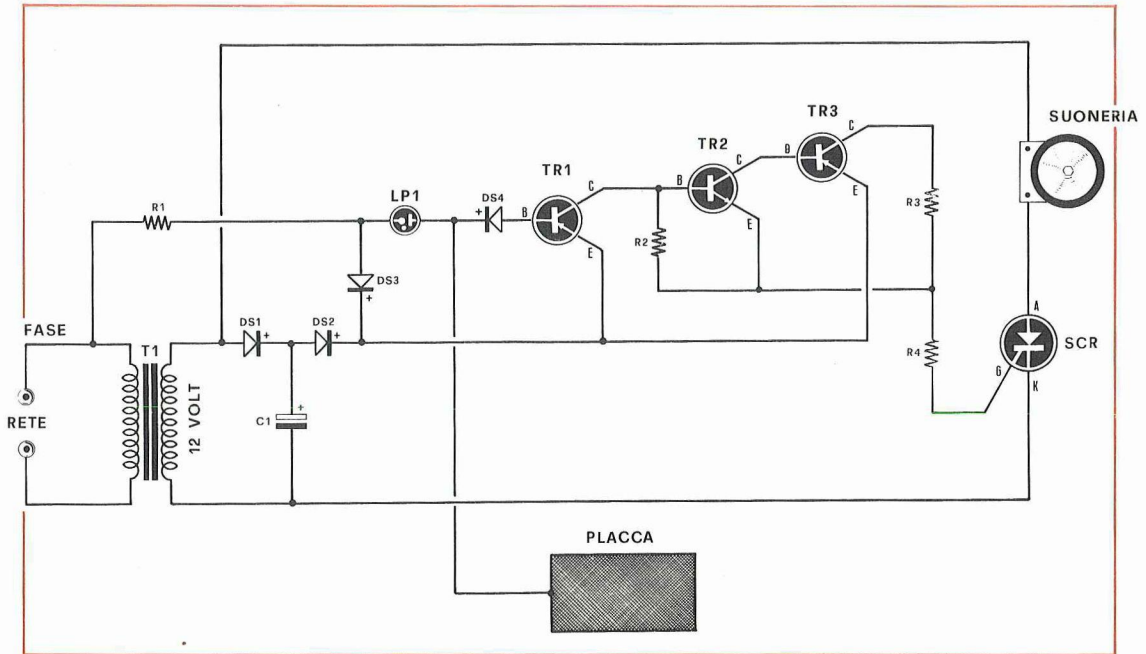 SUONERIA
TR3
C
B
E
TR2
C
B
E
TR1
C
B
E
LP1
DS4
+
R1
R2
R3
DS3
+
FASE
T1
DS1
+
DS2
+
A
SCR
G
K
R4
RETE
12 VOLT
C1
+
PLACCA